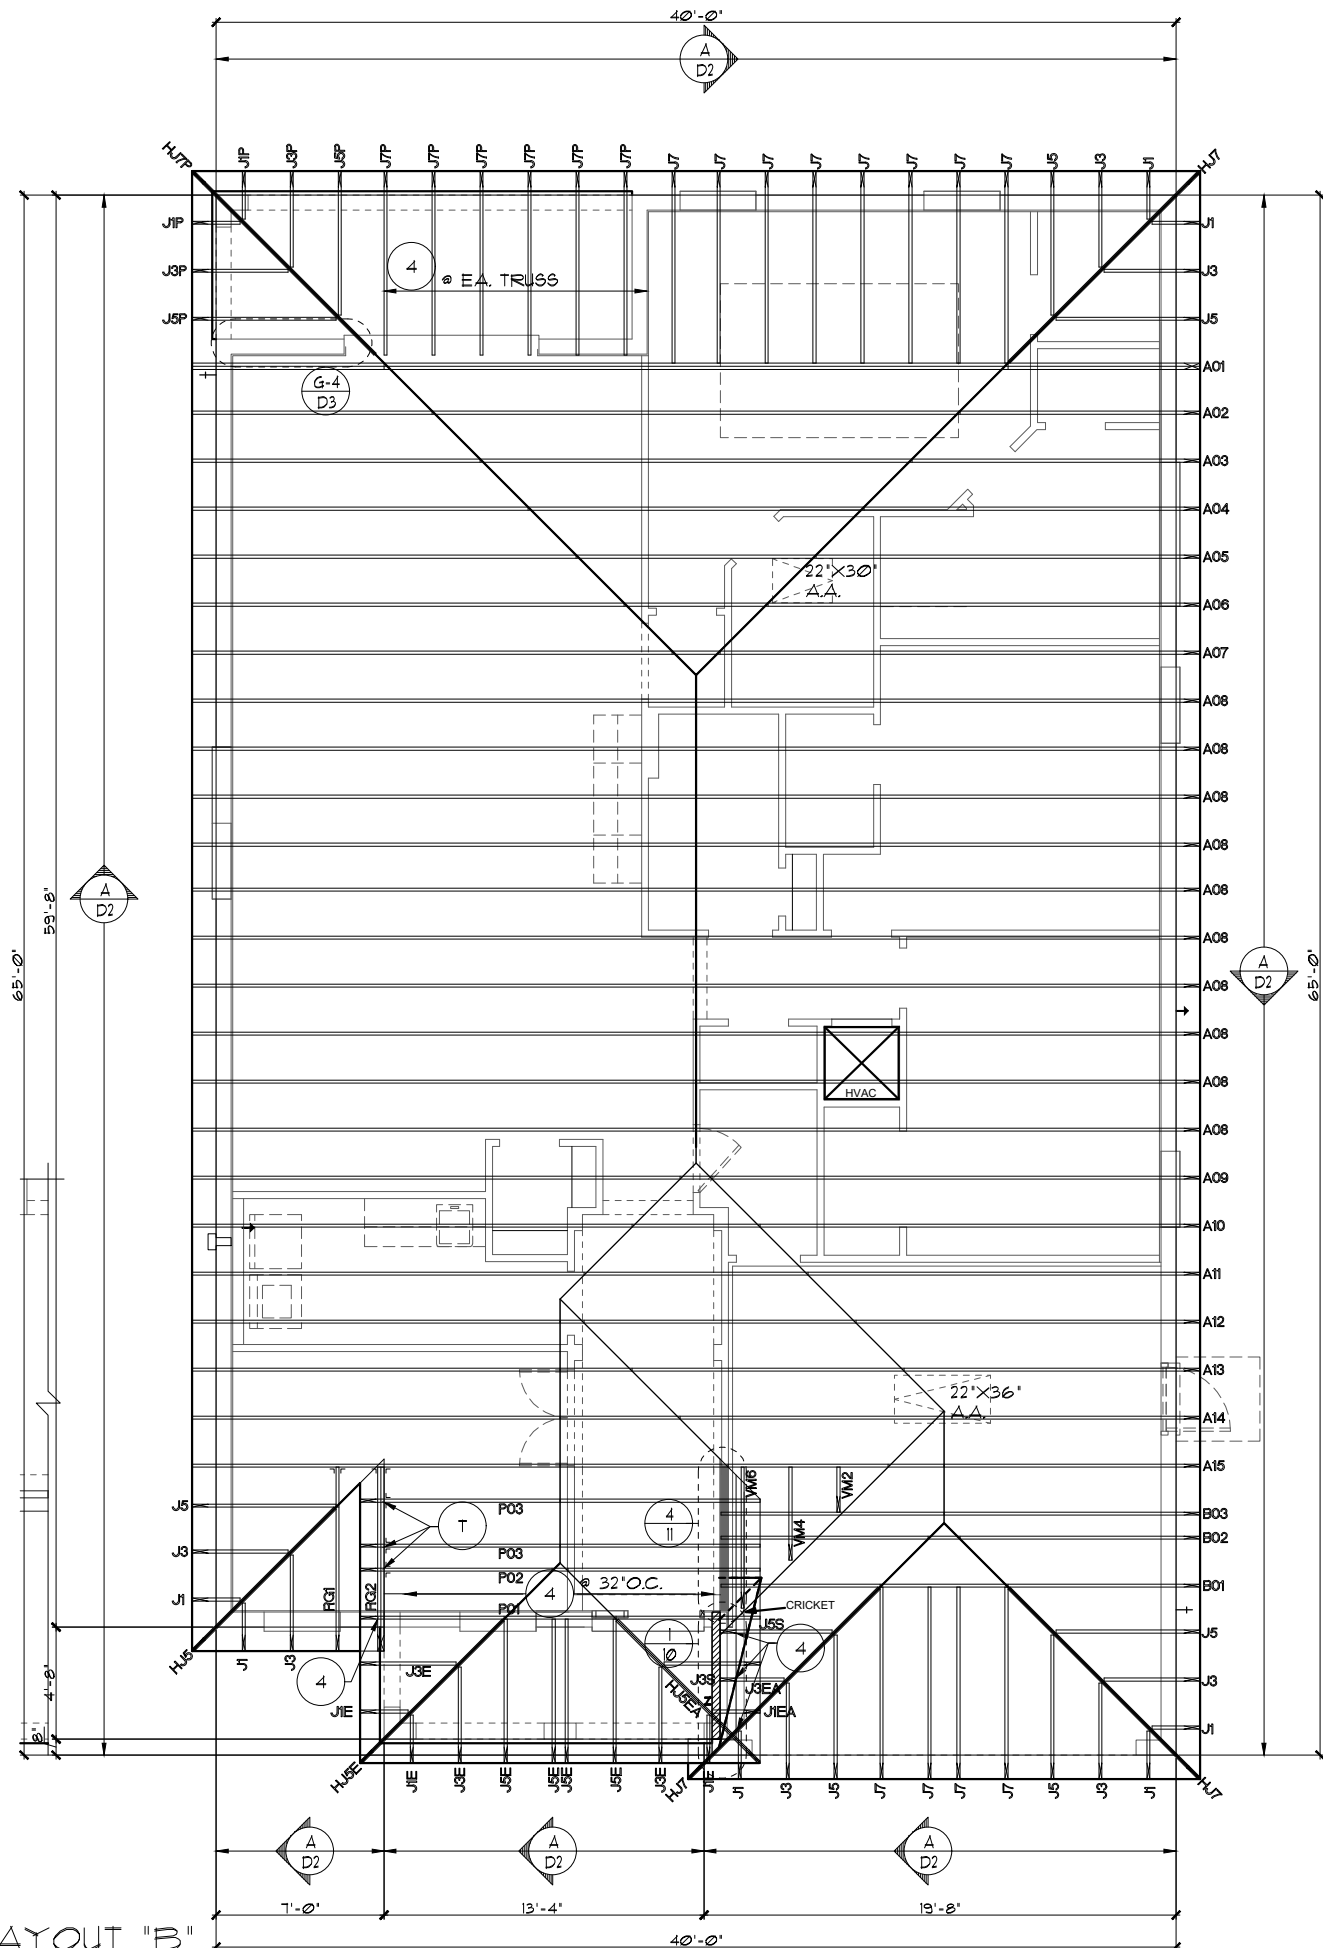 40'-0"
A
D2
HJ7P
J1P
J3P
J5P
J7P
J7P
J7P
J7P
J7P
J7P
J7
J7
J7
J7
J7
J7
J7
J7
J5
J3
J1
HJ7
J1P
J3P
J5P
J1
J3
J5
4
@ EA. TRUSS
G-4
D3
A01
A02
A03
A04
A05
22"X30"
A.A.
A06
A07
A08
A08
A08
A08
A08
A08
A08
A08
A08
A08
A09
A10
A11
A12
A13
A14
A15
65'-0"
59'-8"
A
D2
A
D2
65'-0"
HVAC
22"X36"
A.A.
J5
J3
J1
HJ5
J1
J3
RG1
RG2
P03
P03
P02
P01
T
4
11
VM6
VM4
VM2
B03
B02
B01
4
@ 32"O.C.
CRICKET
1
10
J5S
4
J3S
J3EA
J1EA
HJ5EA
Z
J5
J3
J1
4
J3E
J1E
HJ5E
J1E
J3E
J5E
J5E
J5E
J5E
J3E
HJ7
J1E
J1
J3
J5
J7
J7
J7
J7
J5
J3
J1
HJ7
4'-8"
8"
A
D2
A
D2
A
D2
7'-0"
13'-4"
19'-8"
40'-0"
AYOUT "B"